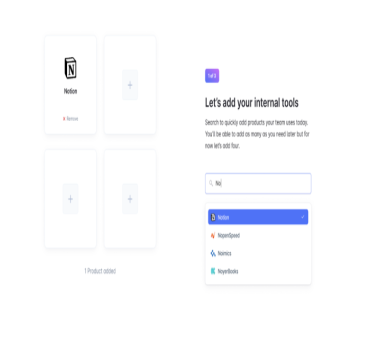 Notion
Remove
1 Product added
1 of 5
Let's add your internal tools
Search to quickly add products your team uses today.
You'll be able to add as many as you need later but for
now let's add four.
No
Notion
NopenSpeed
Nomics
NoyerBooks